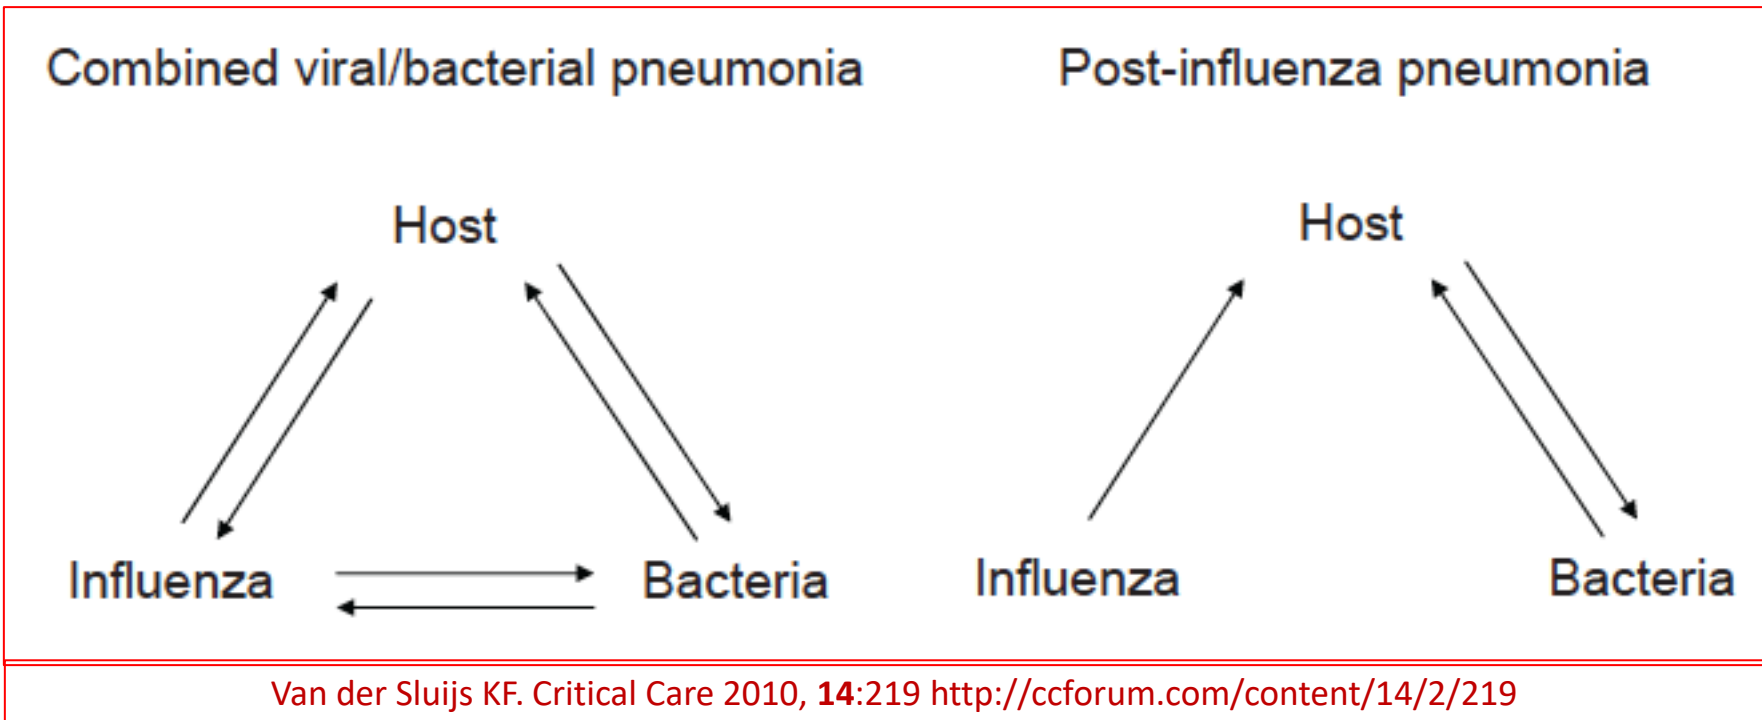 Combined viral/bacterial pneumonia
Post-influenza pneumonia
Host
Influenza
Bacteria
Host
Influenza
Bacteria
Van der Sluijs KF. Critical Care 2010, 14:219 http://ccforum.com/content/14/2/219